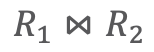 R₁ ⋈ R₂